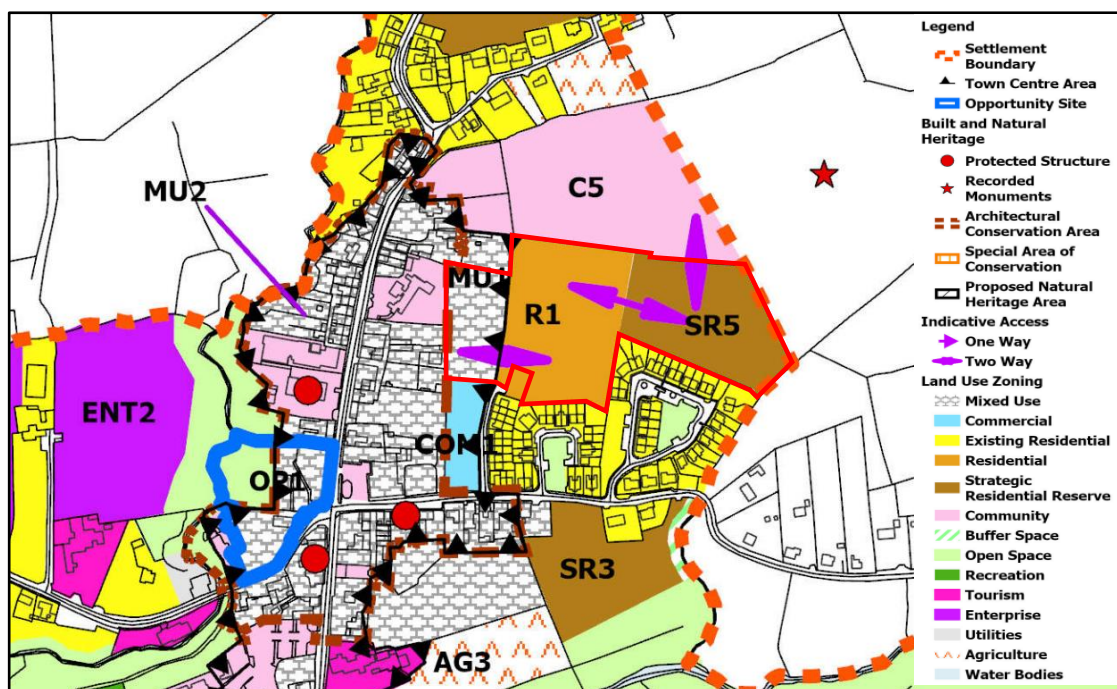 MU2
C5
MU1
R1
SR5
ENT2
COM1
OP1
SR3
AG3
Legend
Settlement
Boundary
Town Centre Area
Opportunity Site
Built and Natural
Heritage
Protected Structure
Recorded
Monuments
Architectural
Conservation Area
Special Area of
Conservation
Proposed Natural
Heritage Area
Indicative Access
One Way
Two Way
Land Use Zoning
Mixed Use
Commercial
Existing Residential
Residential
Strategic
Residential Reserve
Community
Buffer Space
Open Space
Recreation
Tourism
Enterprise
Utilities
Agriculture
Water Bodies